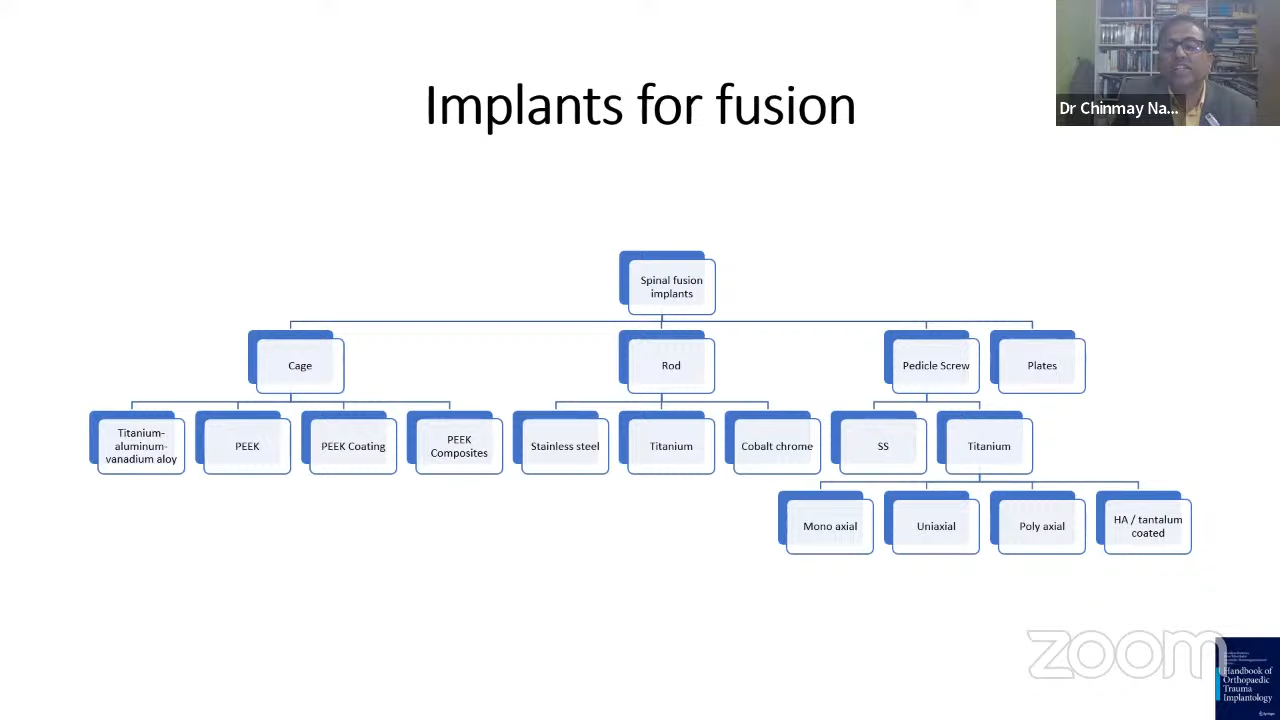 Dr Chinmay Na...
Implants for fusion
Spinal fusion
implants
Cage
Rod
Pedicle Screw
Plates
Titanium-
aluminum-
vanadium alloy
PEEK
PEEK Coating
PEEK
Composites
Stainless steel
Titanium
Cobalt chrome
SS
Titanium
Mono axial
Uniaxial
Poly axial
HA / tantalum
coated
zoom
Handbook of
Orthopaedic
Trauma
Implantology
Springer